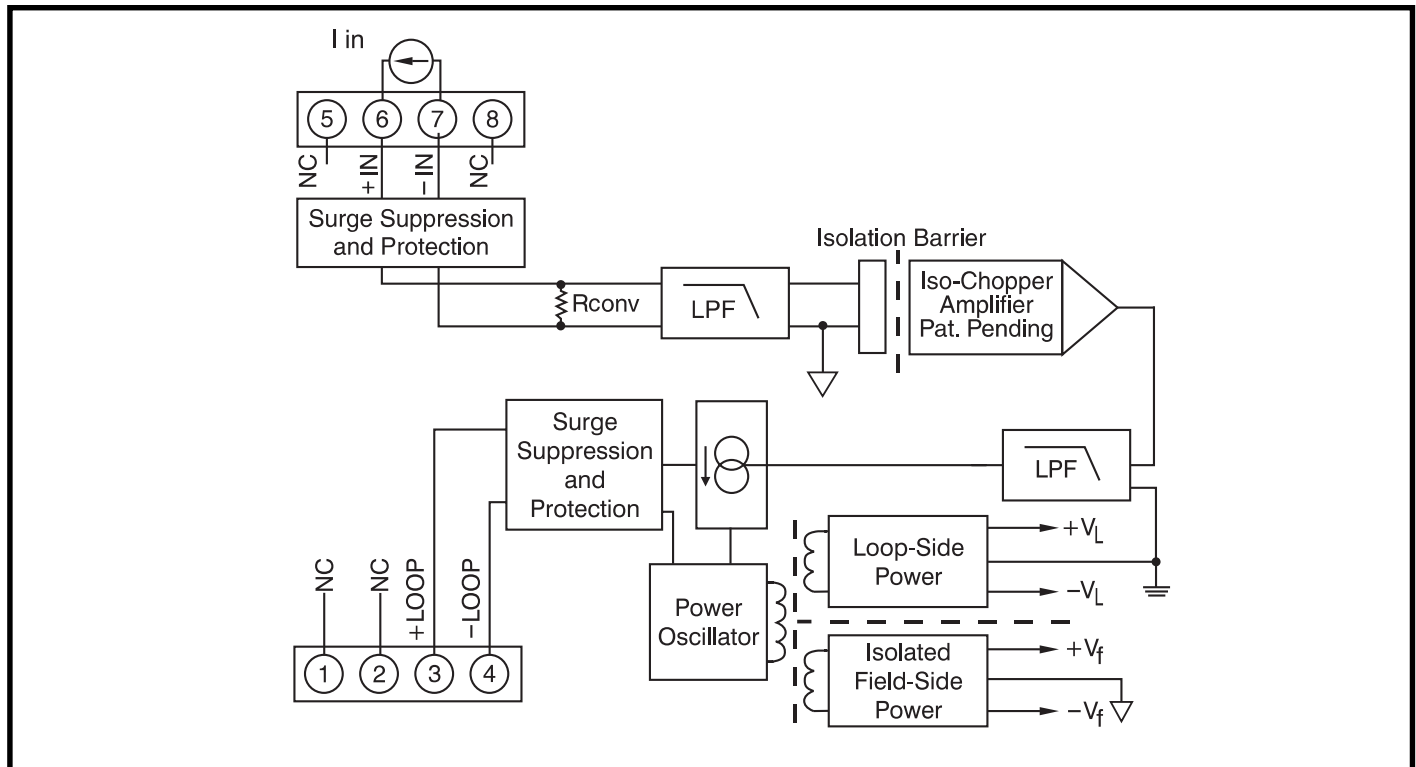 I in
5
6
7
8
NC
+ IN
– IN
NC
Surge Suppression
and Protection
Rconv
LPF
Isolation Barrier
Iso-Chopper
Amplifier
Pat. Pending
Surge
Suppression
and
Protection
LPF
Loop-Side
Power
+VL
–VL
Power
Oscillator
Isolated
Field-Side
Power
+Vf
–Vf
NC
NC
+LOOP
–LOOP
1
2
3
4